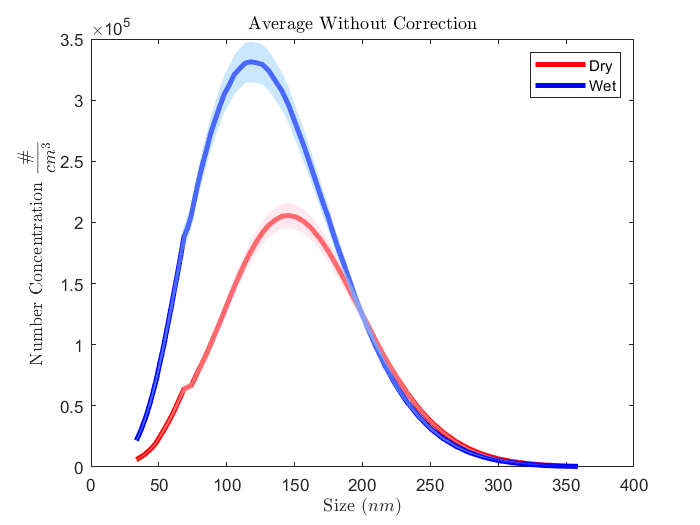 Average Without Correction
×10⁵
3.5
3
2.5
2
1.5
1
0.5
0
0 50 100 150 200 250 300 350 400
Number Concentration #/cm³
Size (nm)
Dry
Wet